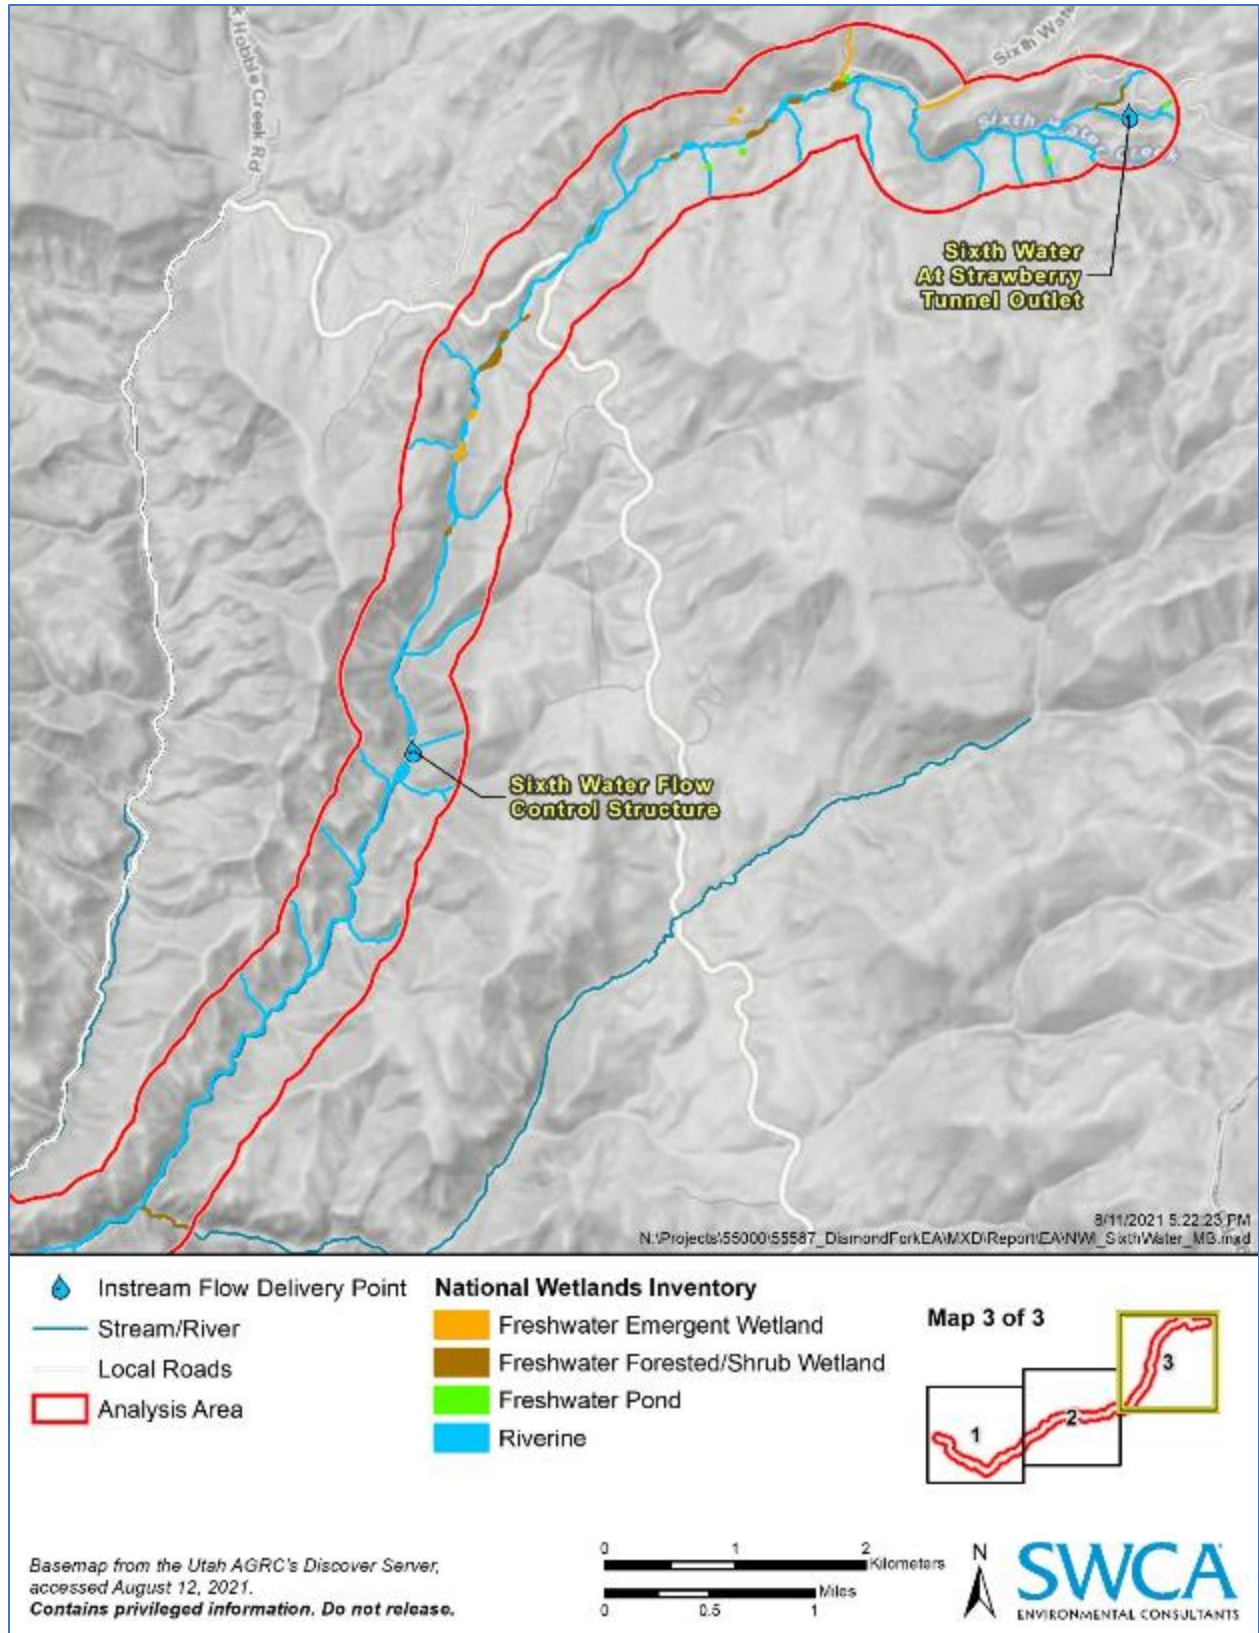 k Hobble Creek Rd
Sixth Wate
Sixth Water Creek
Sixth Water
At Strawberry
Tunnel Outlet
Sixth Water Flow
Control Structure
8/11/2021 5:22:23 PM
N:\Projects\55000\55587_DiamondForkEA\MXD\Report\EA\NWI_SixthWater_MB.mxd
Instream Flow Delivery Point
Stream/River
Local Roads
Analysis Area
National Wetlands Inventory
Freshwater Emergent Wetland
Freshwater Forested/Shrub Wetland
Freshwater Pond
Riverine
Map 3 of 3
1
2
3
Basemap from the Utah AGRC's Discover Server,
accessed August 12, 2021.
Contains privileged information. Do not release.
0 1 2
Kilometers
Miles
0 0.5 1
N
SWCA
ENVIRONMENTAL CONSULTANTS